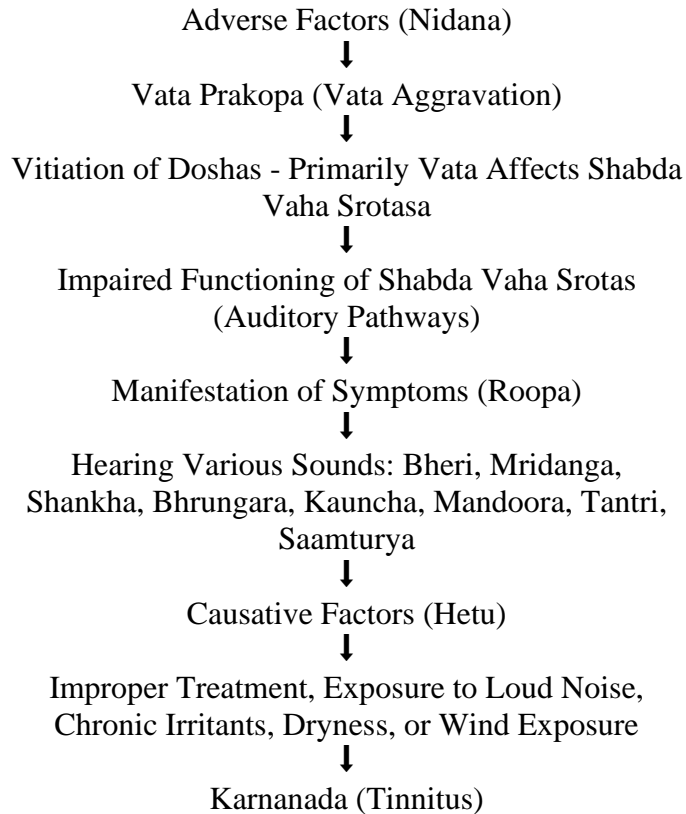 Adverse Factors (Nidana)
Vata Prakopa (Vata Aggravation)
Vitiation of Doshas - Primarily Vata Affects Shabda
Vaha Srotasa
Impaired Functioning of Shabda Vaha Srotas
(Auditory Pathways)
Manifestation of Symptoms (Roopa)
Hearing Various Sounds: Bheri, Mridanga,
Shankha, Bhrungara, Kauncha, Mandoora, Tantri,
Saamturya
Causative Factors (Hetu)
Improper Treatment, Exposure to Loud Noise,
Chronic Irritants, Dryness, or Wind Exposure
Karnanada (Tinnitus)